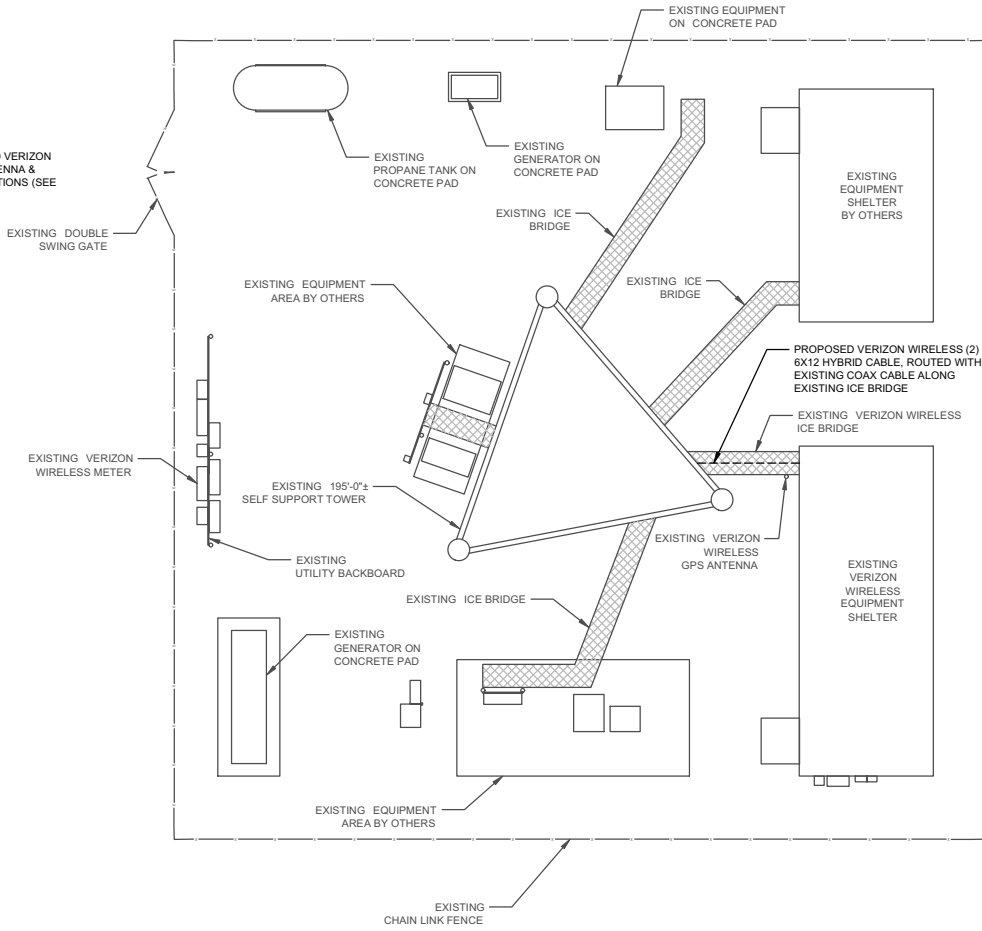 EXISTING EQUIPMENT
ON CONCRETE PAD
VERIZON
ENNA &
TIONS (SEE
EXISTING
PROPANE TANK ON
CONCRETE PAD
EXISTING
GENERATOR ON
CONCRETE PAD
EXISTING
EQUIPMENT
SHELTER
BY OTHERS
EXISTING ICE
BRIDGE
EXISTING DOUBLE
SWING GATE
EXISTING EQUIPMENT
AREA BY OTHERS
EXISTING ICE
BRIDGE
PROPOSED VERIZON WIRELESS (2)
6X12 HYBRID CABLE, ROUTED WITH
EXISTING COAX CABLE ALONG
EXISTING ICE BRIDGE
EXISTING VERIZON WIRELESS
ICE BRIDGE
EXISTING VERIZON
WIRELESS METER
EXISTING 195'-0"±
SELF SUPPORT TOWER
EXISTING VERIZON
WIRELESS
GPS ANTENNA
EXISTING
UTILITY BACKBOARD
EXISTING
VERIZON
WIRELESS
EQUIPMENT
SHELTER
EXISTING ICE BRIDGE
EXISTING
GENERATOR ON
CONCRETE PAD
EXISTING EQUIPMENT
AREA BY OTHERS
EXISTING
CHAIN LINK FENCE